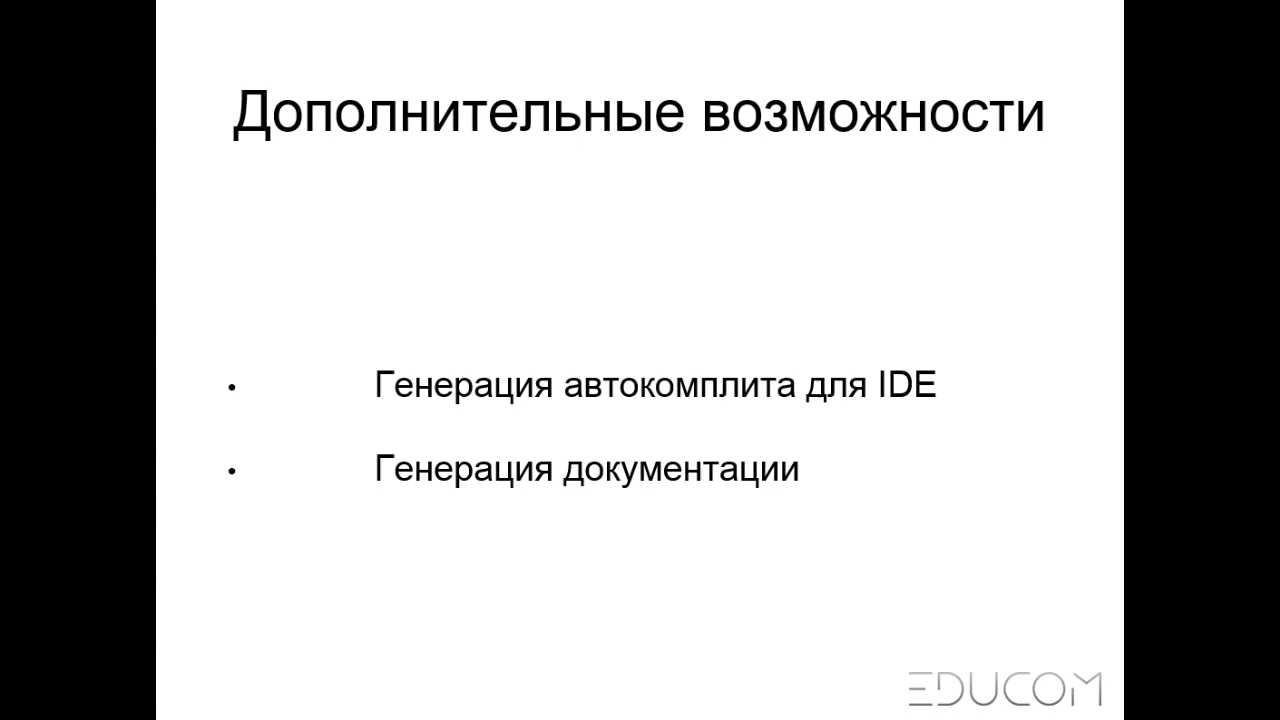 Дополнительные возможности
• Генерация автокомплита для IDE
• Генерация документации
EDUCOM